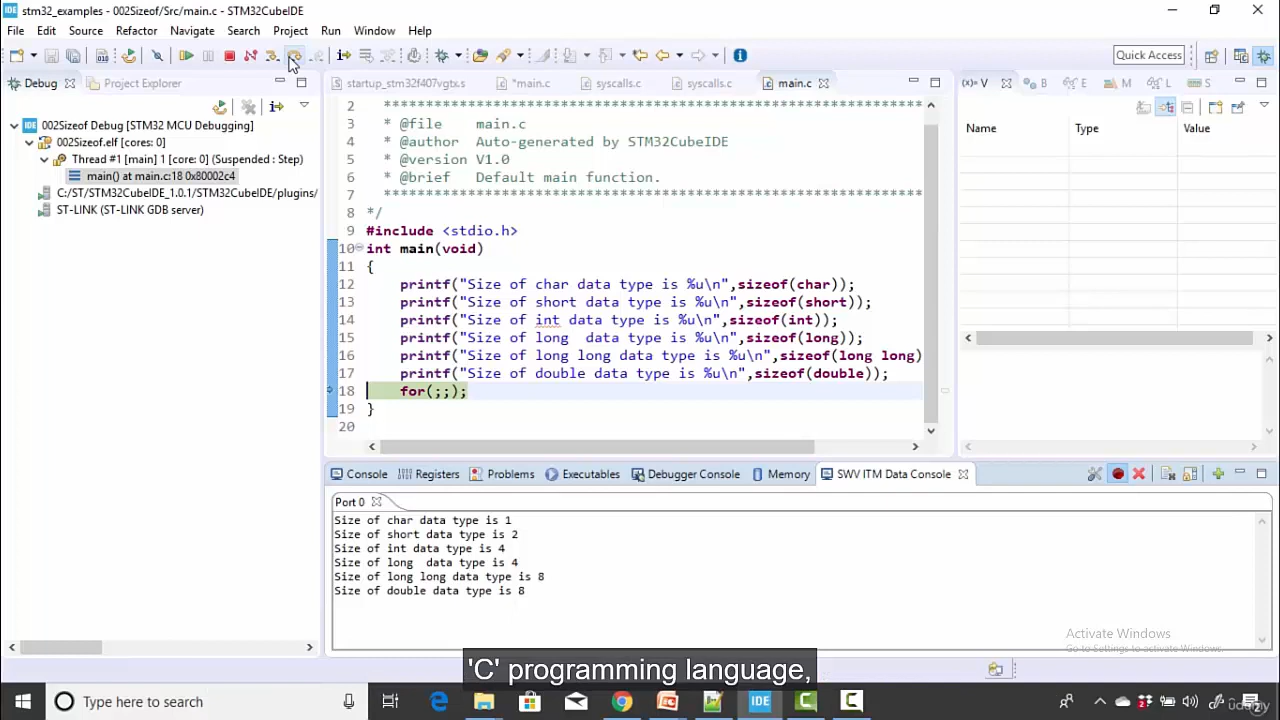 stm32_examples - 002Sizeof/Src/main.c - STM32CubeIDE
File Edit Source Refactor Navigate Search Project Run Window Help
Quick Access
Debug Project Explorer
startup_stm32f407vgtx.s *main.c syscalls.c syscalls.c main.c
V B E M L S
Name Type Value
002Sizeof Debug [STM32 MCU Debugging]
002Sizeof.elf [cores: 0]
Thread #1 [main] 1 [core: 0] (Suspended : Step)
main() at main.c:18 0x80002c4
C:/ST/STM32CubeIDE_1.0.1/STM32CubeIDE/plugins/
ST-LINK (ST-LINK GDB server)
2 ******************************************************************
3 * @file main.c
4 * @author Auto-generated by STM32CubeIDE
5 * @version V1.0
6 * @brief Default main function.
7 ******************************************************************
8 */
9 #include <stdio.h>
10 int main(void)
11 {
12 printf("Size of char data type is %u\n",sizeof(char));
13 printf("Size of short data type is %u\n",sizeof(short));
14 printf("Size of int data type is %u\n",sizeof(int));
15 printf("Size of long  data type is %u\n",sizeof(long));
16 printf("Size of long long data type is %u\n",sizeof(long long)
17 printf("Size of double data type is %u\n",sizeof(double));
18 for(;;);
19 }
20
Console Registers Problems Executables Debugger Console Memory SWV ITM Data Console
Port 0
Size of char data type is 1
Size of short data type is 2
Size of int data type is 4
Size of long  data type is 4
Size of long long data type is 8
Size of double data type is 8
Activate Windows
Go to Settings to activate Windows.
'C' programming language,
Type here to search
IDE
Udemy